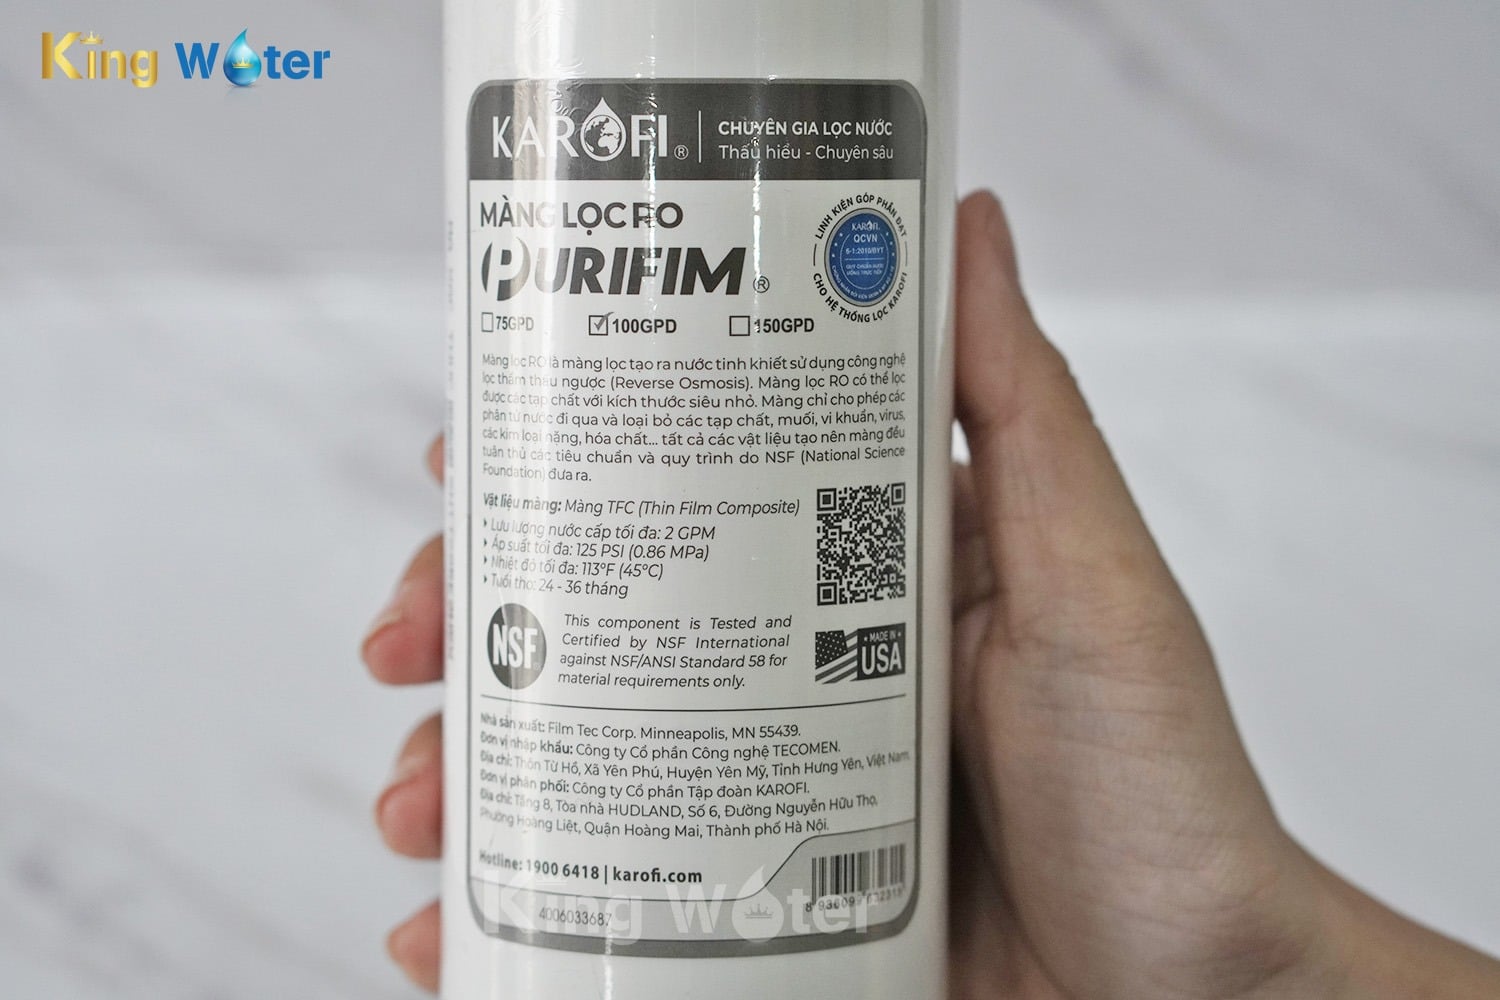 King Water
KAROFI®
CHUYÊN GIA LỌC NƯỚC
Thấu hiểu - Chuyên sâu
MÀNG LỌC RO
PURIFIM®
LINH KIỆN GÓP PHẦN ĐẠT
KAROFI
QCVN
6-1:2010/BYT
CHO HỆ THỐNG LỌC KAROFI
75GPD 100GPD 150GPD
Màng lọc RO là màng lọc tạo ra nước tinh khiết sử dụng công nghệ
lọc thẩm thấu ngược (Reverse Osmosis). Màng lọc RO có thể lọc
được các tạp chất với kích thước siêu nhỏ. Màng chỉ cho phép các
phân tử nước đi qua và loại bỏ các tạp chất, muối, vi khuẩn, virus,
các kim loại nặng, hóa chất... tất cả các vật liệu tạo nên màng đều
tuân thủ các tiêu chuẩn và quy trình do NSF (National Science
Foundation) đưa ra.
Vật liệu màng: Màng TFC (Thin Film Composite)
Lưu lượng nước cấp tối đa: 2 GPM
Áp suất tối đa: 125 PSI (0.86 MPa)
Nhiệt độ tối đa: 113°F (45°C)
Tuổi thọ: 24 - 36 tháng
NSF
This component is Tested and
Certified by NSF International
against NSF/ANSI Standard 58 for
material requirements only.
MADE IN
USA
Nhà sản xuất: Film Tec Corp. Minneapolis, MN 55439.
Đơn vị nhập khẩu: Công ty Cổ phần Công nghệ TECOMEN.
Địa chỉ: Thôn Từ Hồ, Xã Yên Phú, Huyện Yên Mỹ, Tỉnh Hưng Yên, Việt Nam.
Đơn vị phân phối: Công ty Cổ phần Tập đoàn KAROFI.
Địa chỉ: Tầng 8, Tòa nhà HUDLAND, Số 6, Đường Nguyễn Hữu Thọ,
Phường Hoàng Liệt, Quận Hoàng Mai, Thành phố Hà Nội.
Hotline: 1900 6418 | karofi.com
King Water
4006033687